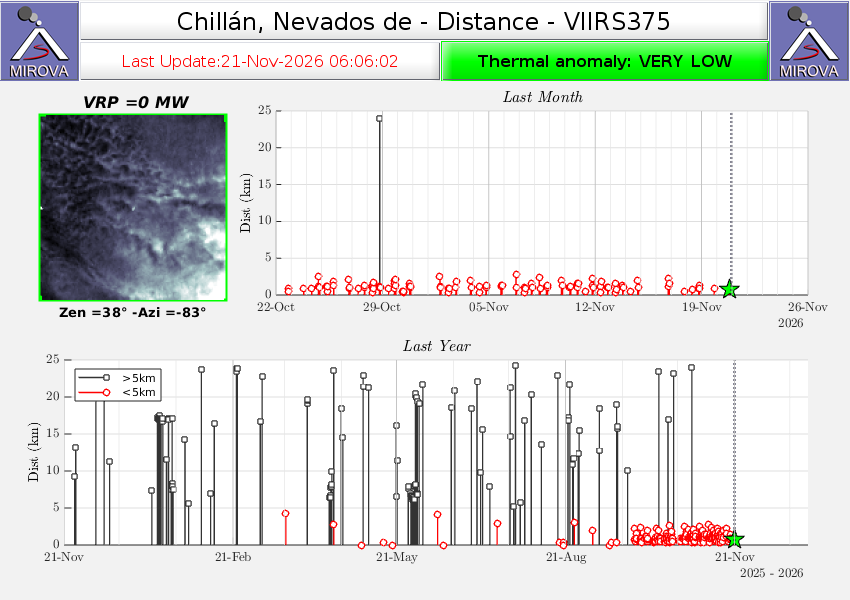 MIROVA
Chillán, Nevados de - Distance - VIIRS375
MIROVA
Last Update:21-Nov-2026 06:06:02
Thermal anomaly: VERY LOW
VRP =0 MW
Zen =38° -Azi =-83°
Last Month
Dist (km)
25
20
15
10
5
0
22-Oct
29-Oct
05-Nov
12-Nov
19-Nov
26-Nov
2026
Last Year
Dist (km)
25
20
15
10
5
0
>5km
<5km
21-Nov
21-Feb
21-May
21-Aug
21-Nov
2025 - 2026